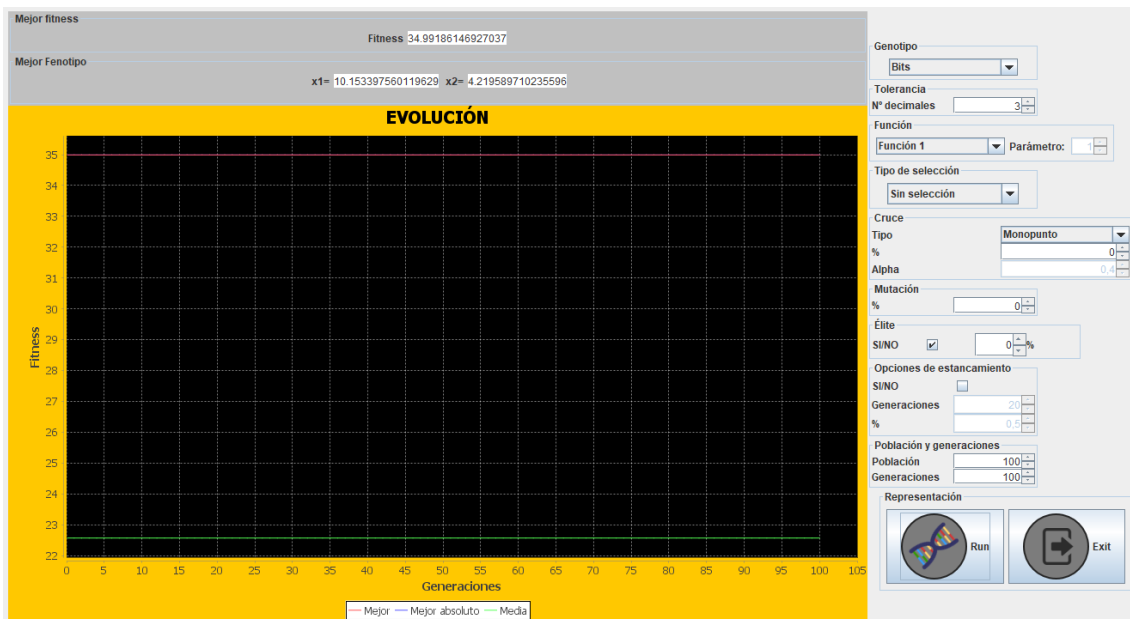 Mejor fitness
Fitness 34.99186146927037
Mejor Fenotipo
x1= 10.153397560119629 x2= 4.219589710235596
EVOLUCIÓN
35
34
33
32
31
30
29
28
27
26
25
24
23
22
Fitness
0 5 10 15 20 25 30 35 40 45 50 55 60 65 70 75 80 85 90 95 100 105
Generaciones
Mejor Mejor absoluto Media
Genotipo
Bits
Tolerancia
Nº decimales 3
Función
Función 1 Parámetro: 1
Tipo de selección
Sin selección
Cruce
Tipo Monopunto
% 0
Alpha 0,4
Mutación
% 0
Élite
SI/NO 0 %
Opciones de estancamiento
SI/NO
Generaciones 20
% 0,5
Población y generaciones
Población 100
Generaciones 100
Representación
Run Exit